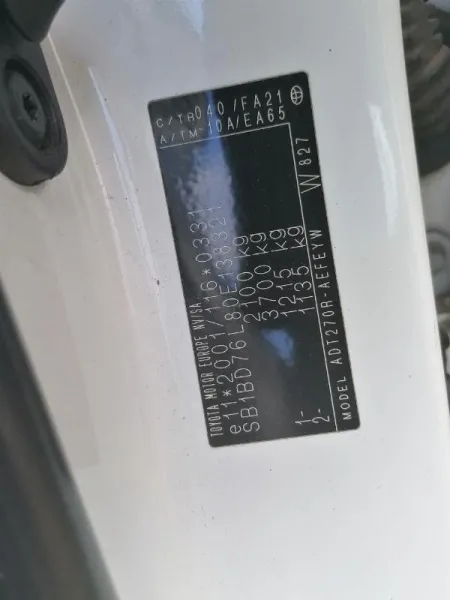 TOYOTA MOTOR EUROPE NV/SA
e11*2001/116*0331
SB1BD76L80E138321
2100 kg
3700 kg
1- 1215 kg
2- 1135 kg
MODEL ADT270R-AEFEYW
C/TR 040/FA21
A/TM -10A/EA65
W 827